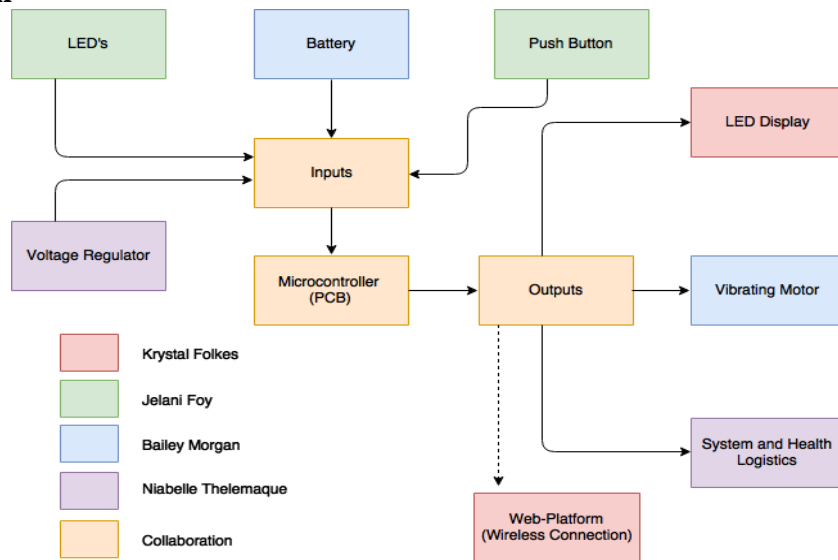 LED's
Battery
Push Button
LED Display
Inputs
Voltage Regulator
Microcontroller
(PCB)
Outputs
Vibrating Motor
Krystal Folkes
Jelani Foy
Bailey Morgan
System and Health
Logistics
Niabelle Thelemaque
Web-Platform
(Wireless Connection)
Collaboration